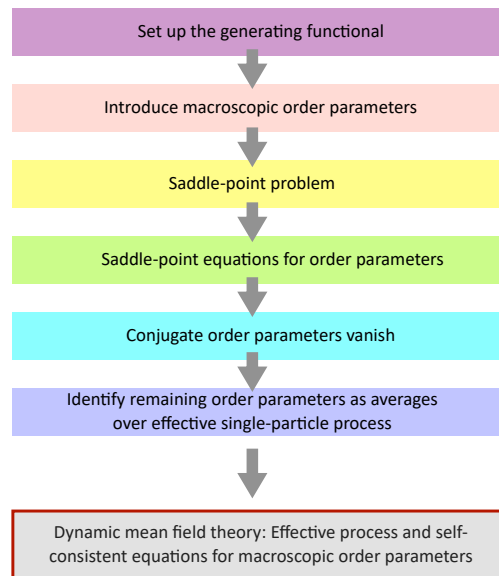 Set up the generating functional
Introduce macroscopic order parameters
Saddle-point problem
Saddle-point equations for order parameters
Conjugate order parameters vanish
Identify remaining order parameters as averages
over effective single-particle process
Dynamic mean field theory: Effective process and self-
consistent equations for macroscopic order parameters